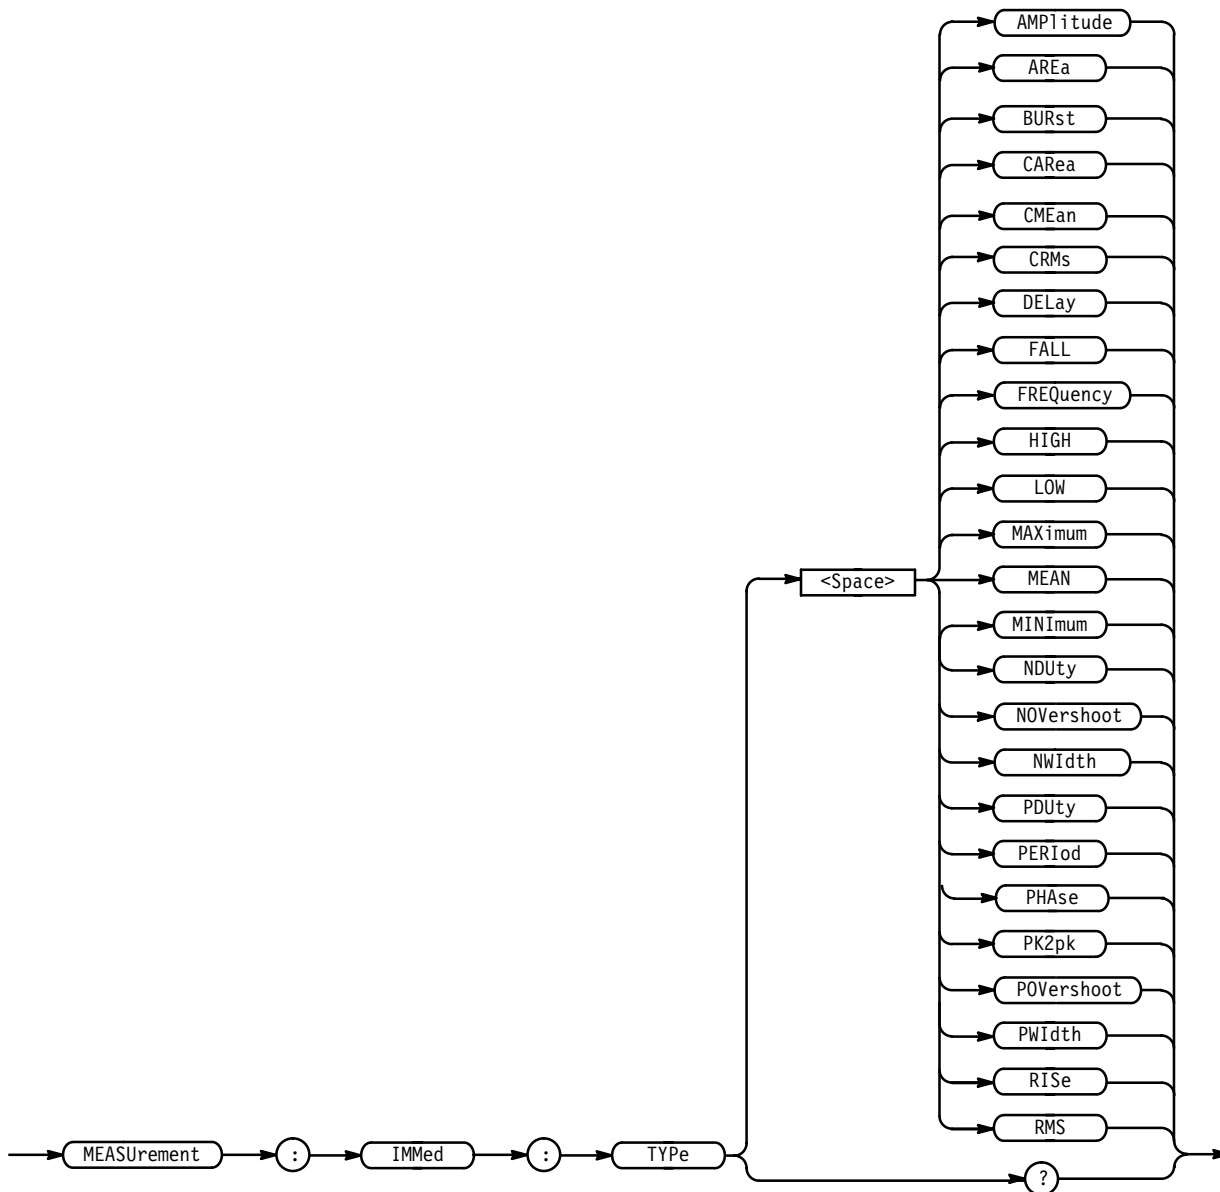 AMPlitude
AREa
BURst
CARea
CMEan
CRMs
DELay
FALL
FREQuency
HIGH
LOW
MAXimum
<Space>
MEAN
MINImum
NDUty
NOVershoot
NWIdth
PDUty
PERIod
PHAse
PK2pk
POVershoot
PWIdth
RISe
RMS
MEASUrement : IMMed : TYPe
?